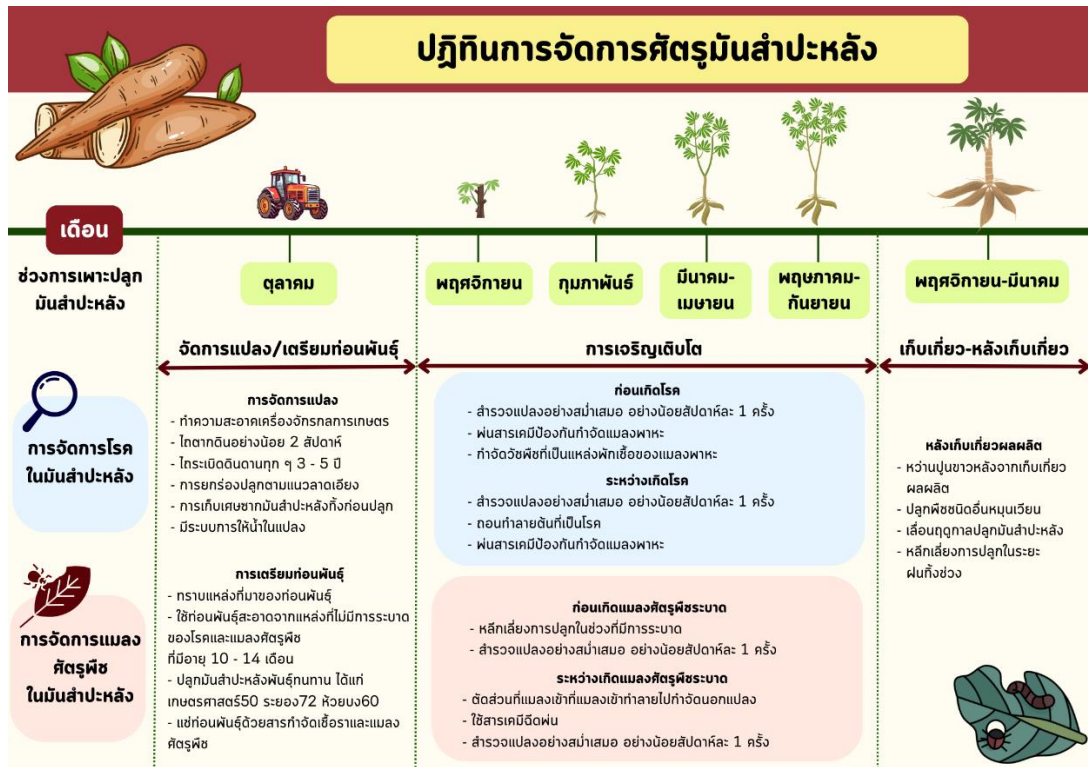 ปฏิทินการจัดการศัตรูมันสำปะหลัง
เดือน
ช่วงการเพาะปลูก
มันสำปะหลัง
ตุลาคม
พฤศจิกายน
กุมภาพันธ์
มีนาคม-
เมษายน
พฤษภาคม-
กันยายน
พฤศจิกายน-มีนาคม
จัดการแปลง/เตรียมท่อนพันธุ์
การเจริญเติบโต
เก็บเกี่ยว-หลังเก็บเกี่ยว
การจัดการโรค
ในมันสำปะหลัง
การจัดการแมลง
ศัตรูพืช
ในมันสำปะหลัง
การจัดการแปลง
- ทำความสะอาดเครื่องจักรกลการเกษตร
- ไถตากดินอย่างน้อย 2 สัปดาห์
- ไถระเบิดดินดานทุก ๆ 3 - 5 ปี
- การยกร่องปลูกตามแนวลาดเอียง
- การเก็บเศษซากมันสำปะหลังทิ้งก่อนปลูก
- มีระบบการให้น้ำในแปลง
การเตรียมท่อนพันธุ์
- ทราบแหล่งที่มาของท่อนพันธุ์
- ใช้ท่อนพันธุ์สะอาดจากแหล่งที่ไม่มีการระบาด
ของโรคและแมลงศัตรูพืช
ที่มีอายุ 10 - 14 เดือน
- ปลูกมันสำปะหลังพันธุ์ทนทาน ได้แก่
เกษตรศาสตร์50 ระยอง72 ห้วยบง60
- แช่ท่อนพันธุ์ด้วยสารกำจัดเชื้อราและแมลง
ศัตรูพืช
ก่อนเกิดโรค
- สำรวจแปลงอย่างสม่ำเสมอ อย่างน้อยสัปดาห์ละ 1 ครั้ง
- พ่นสารเคมีป้องกันกำจัดแมลงพาหะ
- กำจัดวัชพืชที่เป็นแหล่งพักเชื้อของแมลงพาหะ
ระหว่างเกิดโรค
- สำรวจแปลงอย่างสม่ำเสมอ อย่างน้อยสัปดาห์ละ 1 ครั้ง
- ถอนทำลายต้นที่เป็นโรค
- พ่นสารเคมีป้องกันกำจัดแมลงพาหะ
ก่อนเกิดแมลงศัตรูพืชระบาด
- หลีกเลี่ยงการปลูกในช่วงที่มีการระบาด
- สำรวจแปลงอย่างสม่ำเสมอ อย่างน้อยสัปดาห์ละ 1 ครั้ง
ระหว่างเกิดแมลงศัตรูพืชระบาด
- ตัดส่วนที่แมลงเข้าที่แมลงเข้าทำลายไปกำจัดนอกแปลง
- ใช้สารเคมีฉีดพ่น
- สำรวจแปลงอย่างสม่ำเสมอ อย่างน้อยสัปดาห์ละ 1 ครั้ง
หลังเก็บเกี่ยวผลผลิต
- หว่านปูนขาวหลังจากเก็บเกี่ยว
ผลผลิต
- ปลูกพืชชนิดอื่นหมุนเวียน
- เลื่อนฤดูกาลปลูกมันสำปะหลัง
- หลีกเลี่ยงการปลูกในระยะ
ฝนทิ้งช่วง